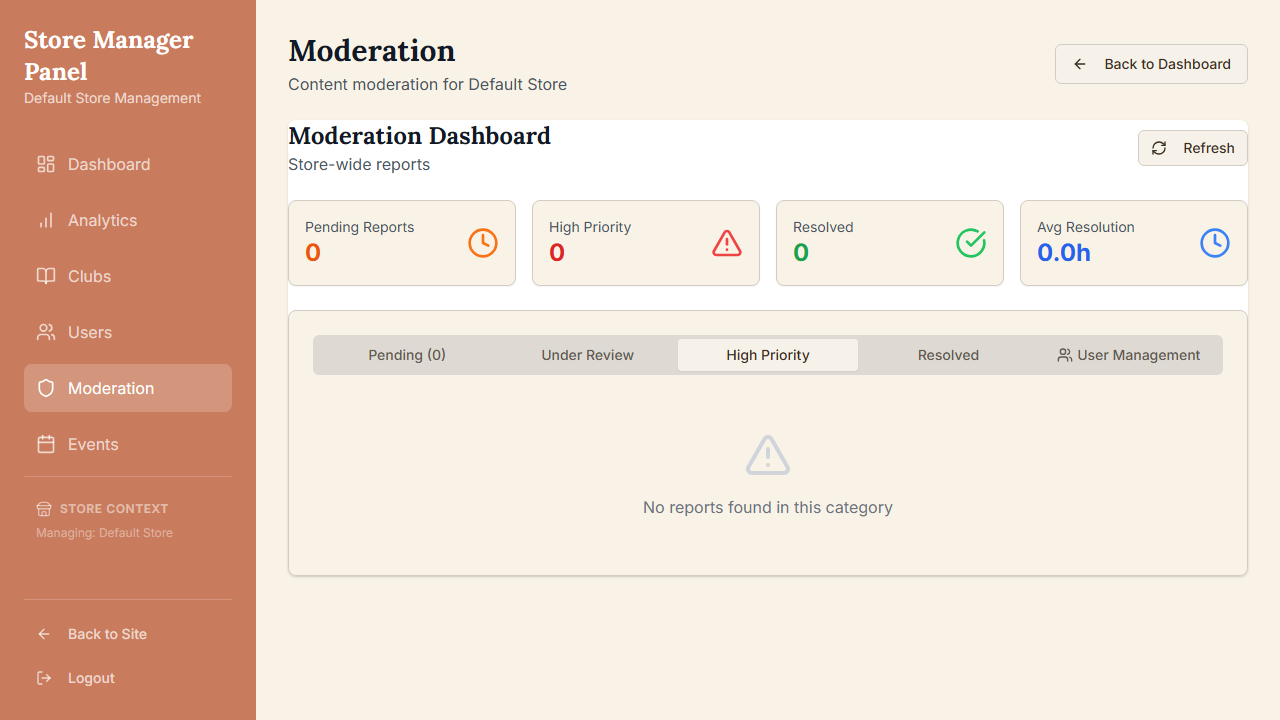 Store Manager
Panel
Default Store Management
Dashboard
Analytics
Clubs
Users
Moderation
Events
STORE CONTEXT
Managing: Default Store
Back to Site
Logout
Moderation
Content moderation for Default Store
Back to Dashboard
Moderation Dashboard
Store-wide reports
Refresh
Pending Reports
0
High Priority
0
Resolved
0
Avg Resolution
0.0h
Pending (0)
Under Review
High Priority
Resolved
User Management
No reports found in this category